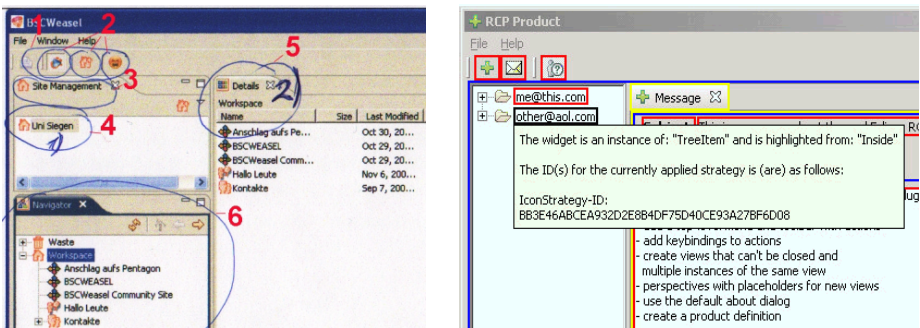 BSCWeasel
File Window Help
1
2
3
Site Management
4
Uni Siegen
1)
5
Details
2)
Workspace
Name Size Last Modified
Anschlag aufs Pe... Oct 30, 20...
BSCWEASEL Oct 29, 20...
BSCWeasel Comm... Oct 29, 20...
Hallo Leute Nov 6, 200...
Kontakte Sep 7, 200...
6
Navigator
Waste
Workspace
Anschlag aufs Pentagon
BSCWEASEL
BSCWeasel Community Site
Hallo Leute
Kontakte
RCP Product
File Help
me@this.com
other@aol.com
Message
RC
The widget is an instance of: "TreeItem" and is highlighted from: "Inside"
The ID(s) for the currently applied strategy is (are) as follows:
IconStrategy-ID:
BB3E46ABCEA932D2E8B4DF75D40CE93A27BF6D08
lug
- add keybindings to actions
- create views that can't be closed and
multiple instances of the same view
- perspectives with placeholders for new views
- use the default about dialog
- create a product definition